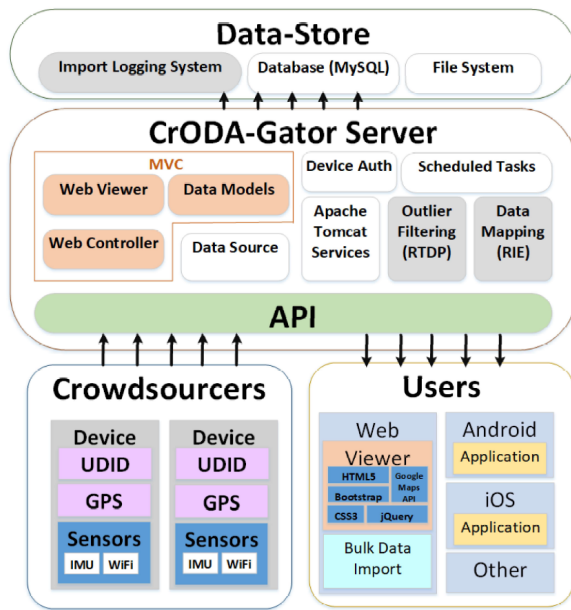 Data-Store
Import Logging System
Database (MySQL)
File System
CrODA-Gator Server
MVC
Web Viewer
Data Models
Web Controller
Data Source
Device Auth
Scheduled Tasks
Apache
Tomcat
Services
Outlier
Filtering
(RTDP)
Data
Mapping
(RIE)
API
Crowdsourcers
Device
UDID
GPS
Sensors
IMU
WiFi
Device
UDID
GPS
Sensors
IMU
WiFi
Users
Web
Viewer
HTML5
Google
Maps
API
Bootstrap
CSS3
jQuery
Bulk Data
Import
Android
Application
iOS
Application
Other